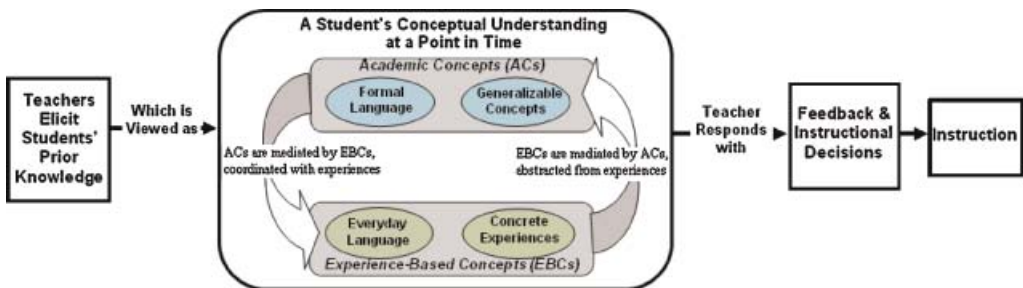 A Student's Conceptual Understanding
at a Point in Time
Academic Concepts (ACs)
Formal
Language
Generalizable
Concepts
Teachers
Elicit
Students'
Prior
Knowledge
Which is
Viewed as
ACs are mediated by EBCs,
coordinated with experiences
EBCs are mediated by ACs,
abstracted from experiences
Everyday
Language
Concrete
Experiences
Experience-Based Concepts (EBCs)
Teacher
Responds
with
Feedback &
Instructional
Decisions
Instruction